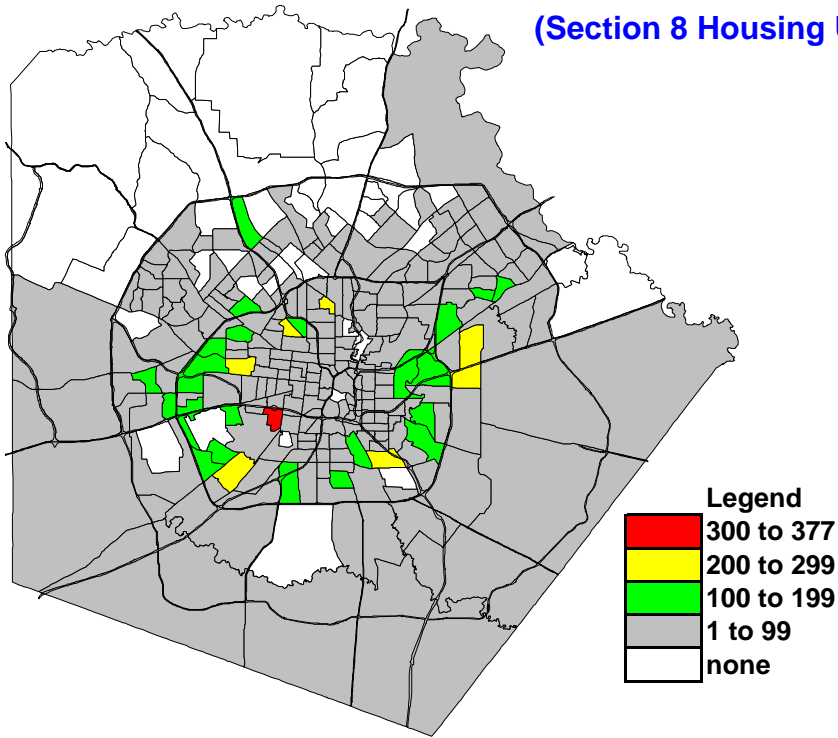 (Section 8 Housing U
Legend
300 to 377
200 to 299
100 to 199
1 to 99
none